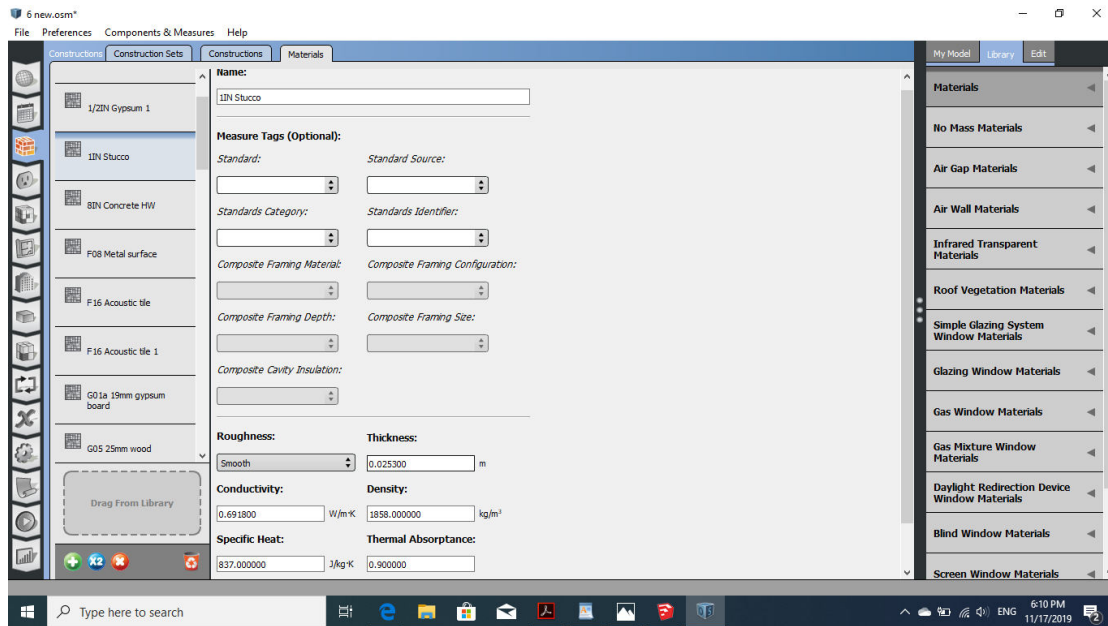 6 new.osm*
File Preferences Components & Measures Help
Constructions Construction Sets Constructions Materials
My Model Library Edit
1/2IN Gypsum 1
1IN Stucco
8IN Concrete HW
F08 Metal surface
F16 Acoustic tile
F16 Acoustic tile 1
G01a 19mm gypsum
board
G05 25mm wood
Drag From Library
X2
Name:
1IN Stucco
Measure Tags (Optional):
Standard: Standard Source:
Standards Category: Standards Identifier:
Composite Framing Material: Composite Framing Configuration:
Composite Framing Depth: Composite Framing Size:
Composite Cavity Insulation:
Roughness: Thickness:
Smooth 0.025300 m
Conductivity: Density:
0.691800 W/m·K 1858.000000 kg/m³
Specific Heat: Thermal Absorptance:
837.000000 J/kg·K 0.900000
Materials
No Mass Materials
Air Gap Materials
Air Wall Materials
Infrared Transparent
Materials
Roof Vegetation Materials
Simple Glazing System
Window Materials
Glazing Window Materials
Gas Window Materials
Gas Mixture Window
Materials
Daylight Redirection Device
Window Materials
Blind Window Materials
Screen Window Materials
Type here to search
ENG
6:10 PM
11/17/2019
2